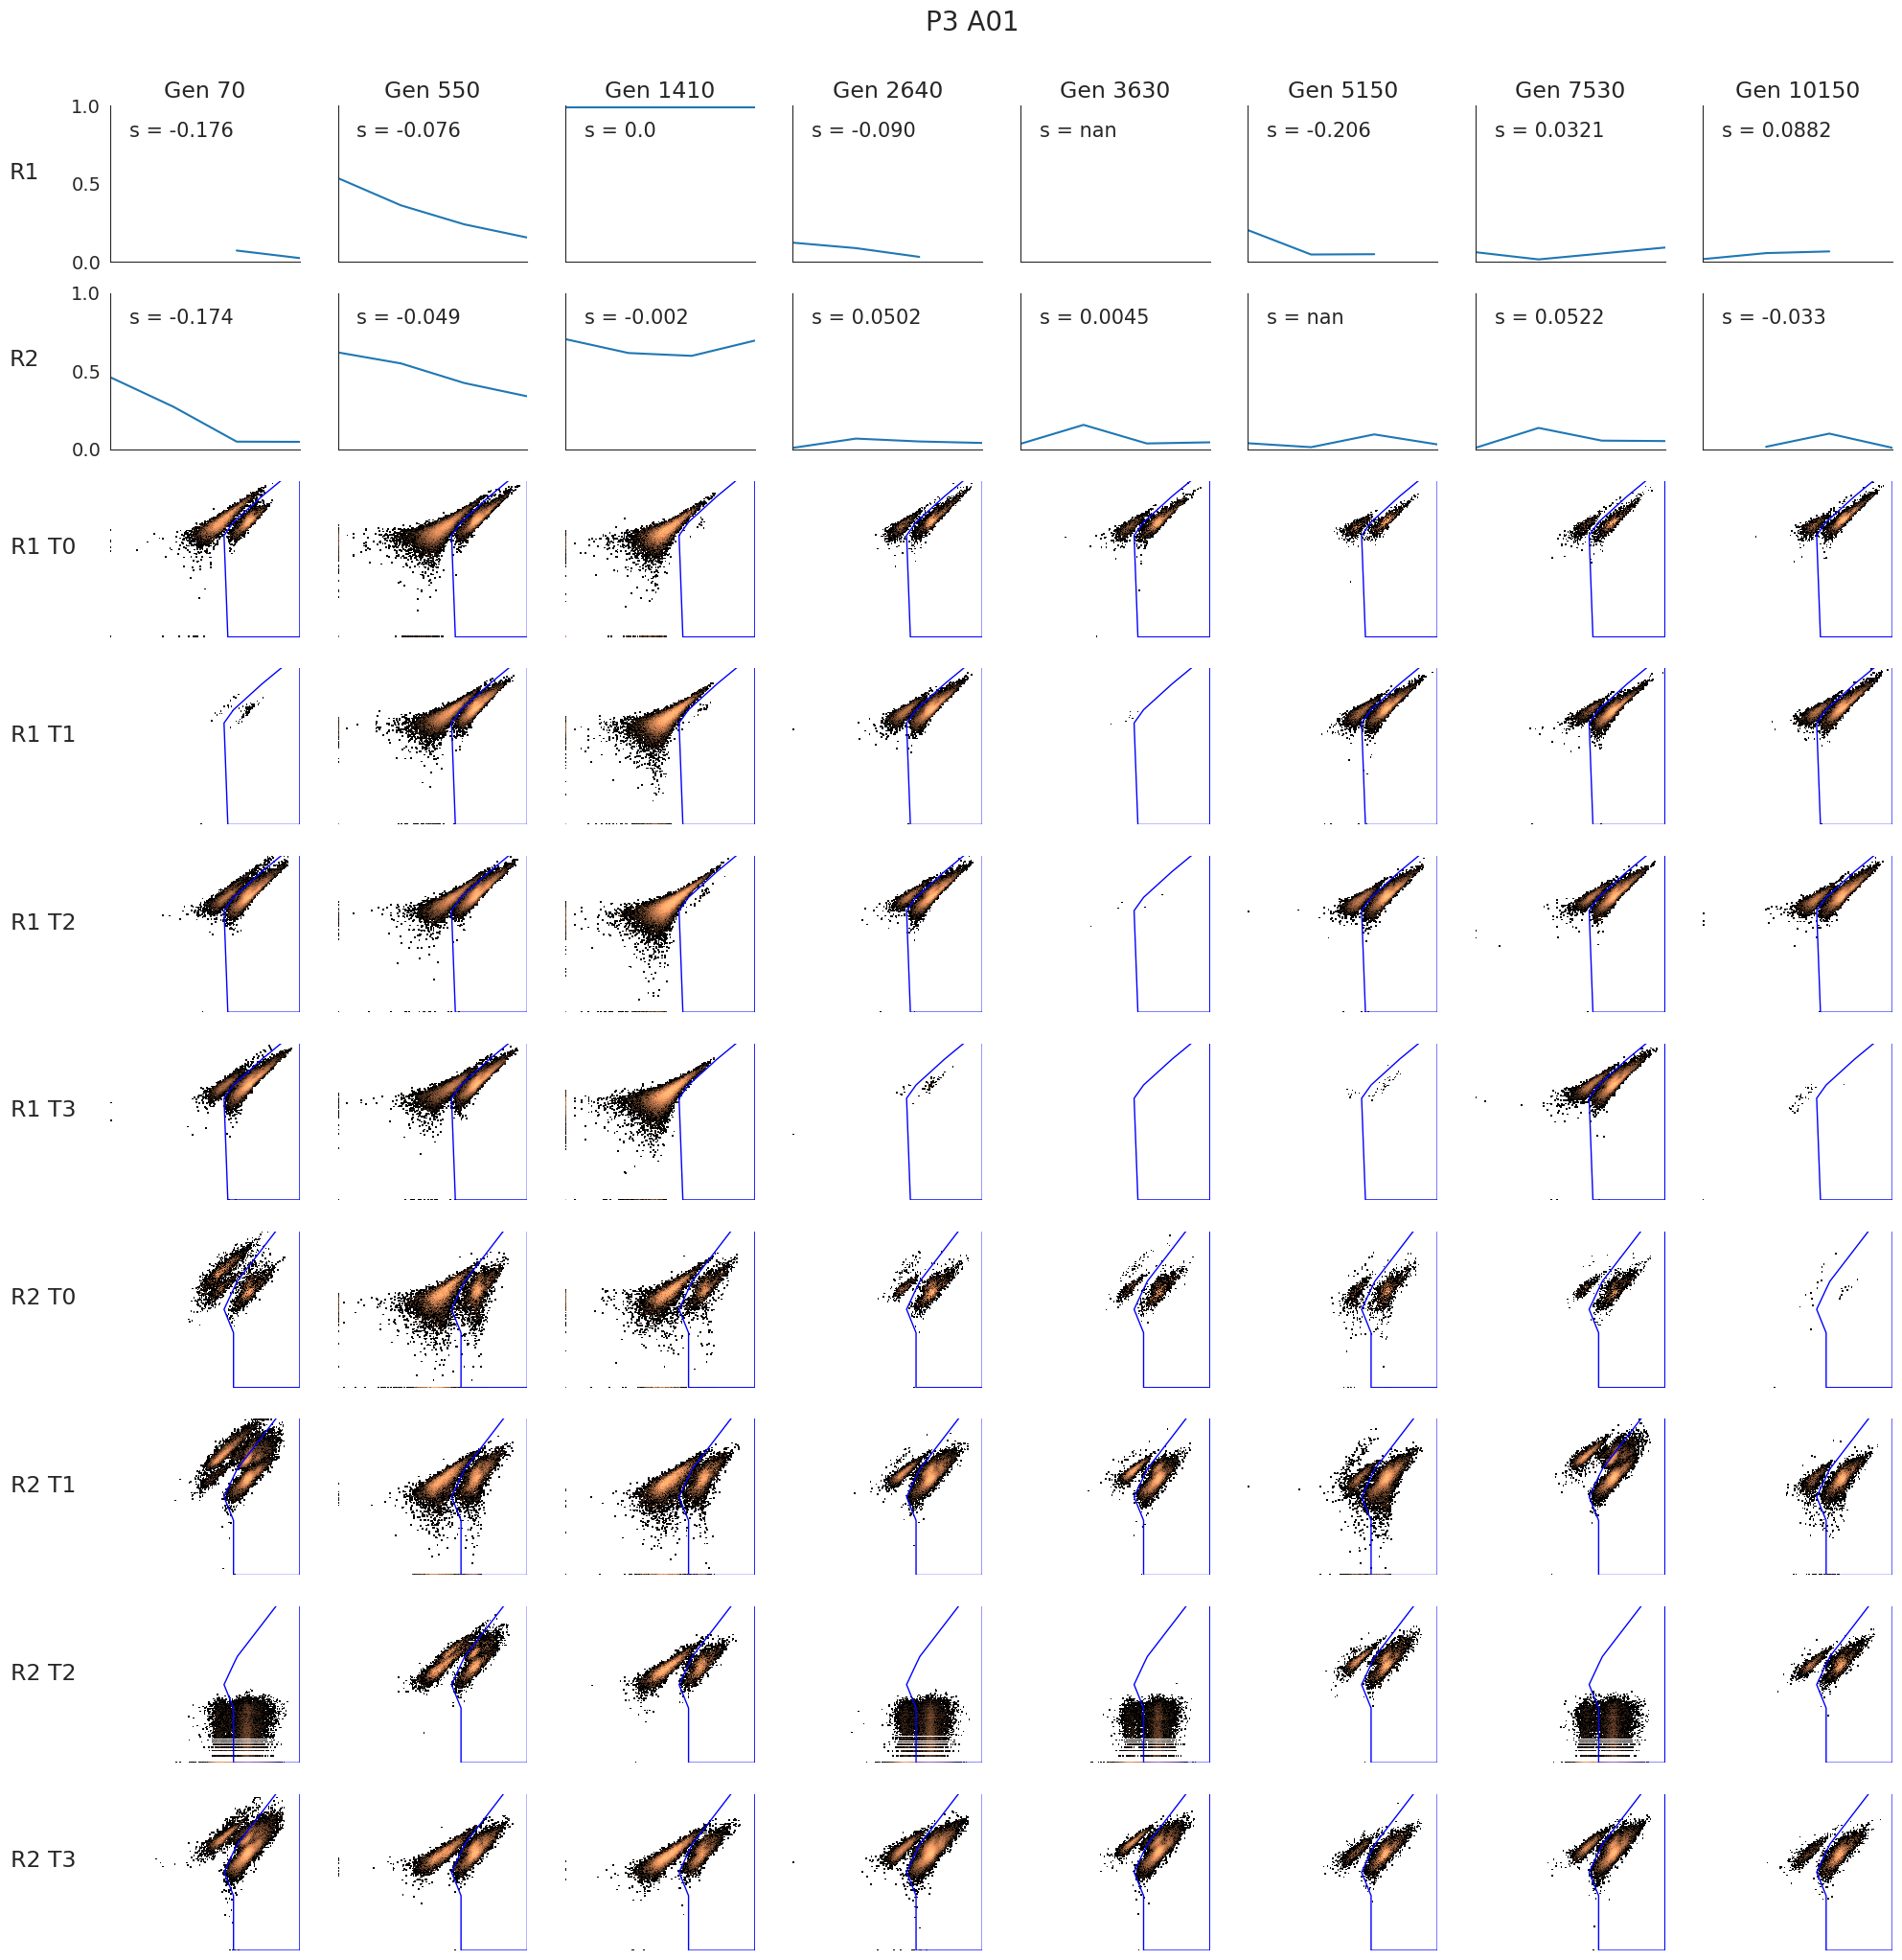 P3 A01
Gen 70 Gen 550 Gen 1410 Gen 2640 Gen 3630 Gen 5150 Gen 7530 Gen 10150
R1 1.0 0.5 0.0 s = -0.176 s = -0.076 s = 0.0 s = -0.090 s = nan s = -0.206 s = 0.0321 s = 0.0882
R2 1.0 0.5 0.0 s = -0.174 s = -0.049 s = -0.002 s = 0.0502 s = 0.0045 s = nan s = 0.0522 s = -0.033
R1 T0
R1 T1
R1 T2
R1 T3
R2 T0
R2 T1
R2 T2
R2 T3